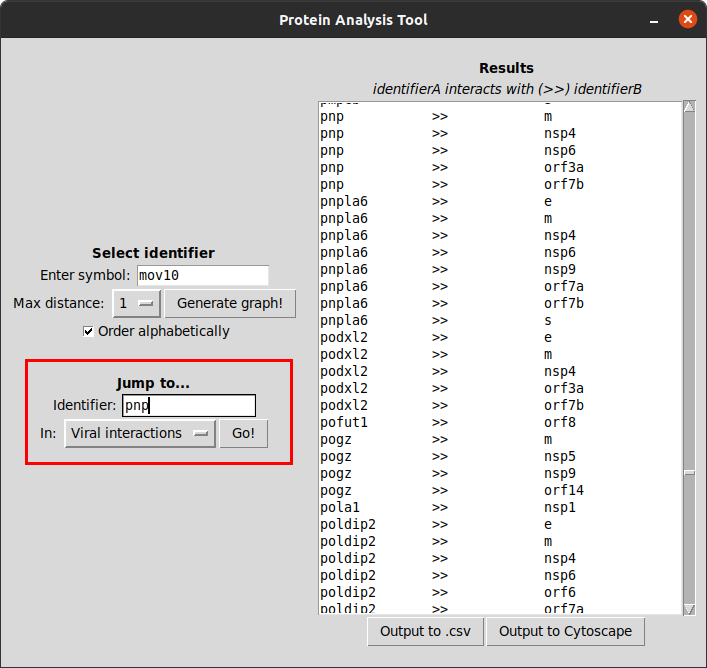 Protein Analysis Tool
Select identifier
Enter symbol: mov10
Max distance: 1 Generate graph!
Order alphabetically
Jump to...
Identifier: pnp
In: Viral interactions Go!
Results
identifierA interacts with (>>) identifierB
pnp >> m
pnp >> nsp4
pnp >> nsp6
pnp >> orf3a
pnp >> orf7b
pnpla6 >> e
pnpla6 >> m
pnpla6 >> nsp4
pnpla6 >> nsp6
pnpla6 >> nsp9
pnpla6 >> orf7a
pnpla6 >> orf7b
pnpla6 >> s
podxl2 >> e
podxl2 >> m
podxl2 >> nsp4
podxl2 >> orf3a
podxl2 >> orf7b
pofut1 >> orf8
pogz >> m
pogz >> nsp5
pogz >> nsp9
pogz >> orf14
pola1 >> nsp1
poldip2 >> e
poldip2 >> m
poldip2 >> nsp4
poldip2 >> nsp6
poldip2 >> orf6
poldip2 >> orf7a
Output to .csv Output to Cytoscape